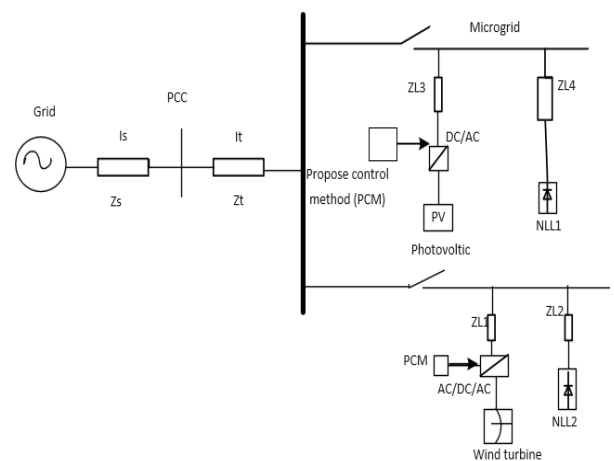 Microgrid
Grid
PCC
Is
It
Zs
Zt
ZL3
ZL4
DC/AC
Propose control
method (PCM)
PV
NLL1
Photovoltic
ZL1
ZL2
PCM
AC/DC/AC
NLL2
Wind turbine